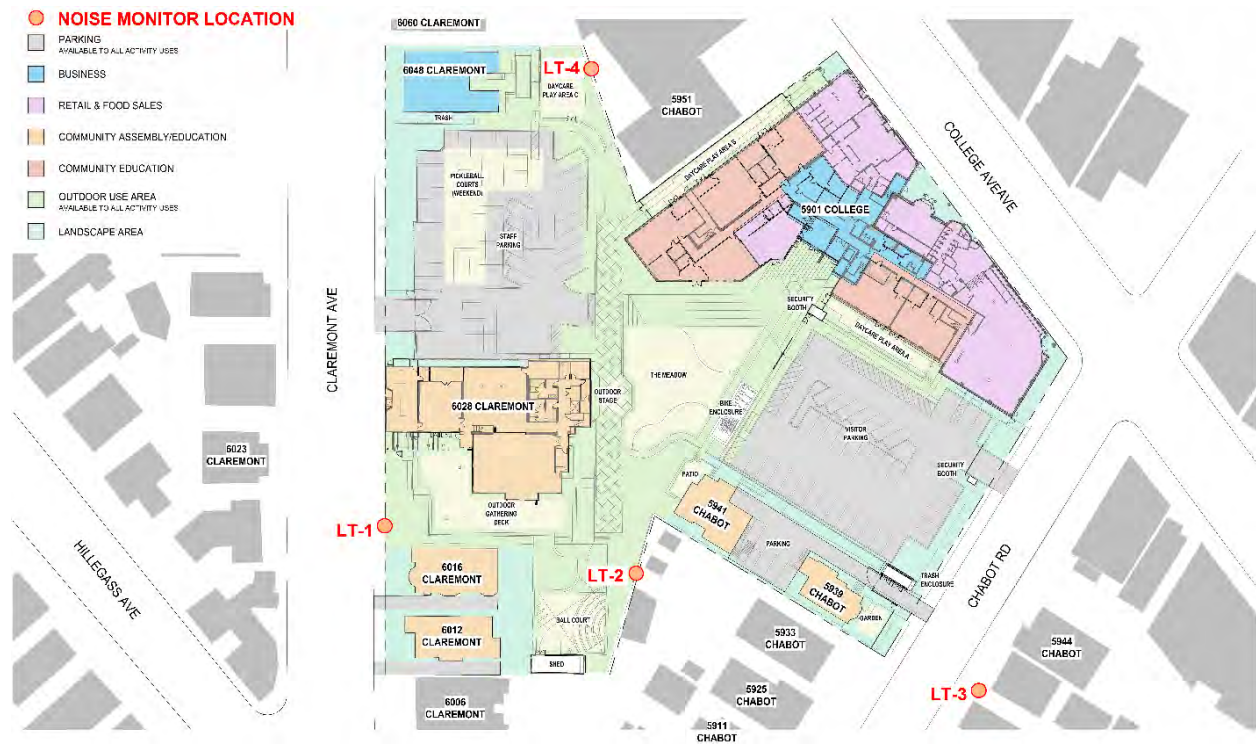 NOISE MONITOR LOCATION
PARKING
AVAILABLE TO ALL ACTIVITY USES
BUSINESS
RETAIL & FOOD SALES
COMMUNITY ASSEMBLY/EDUCATION
COMMUNITY EDUCATION
OUTDOOR USE AREA
AVAILABLE TO ALL ACTIVITY USES
LANDSCAPE AREA
6060 CLAREMONT
6048 CLAREMONT
LT-4
DAYCARE
PLAY AREA C
TRASH
5951
CHABOT
PICKLEBALL
COURTS
(WEEKEND)
STAFF
PARKING
DAYCARE PLAY AREA B
5901 COLLEGE
COLLEGE AVEAVE
CLAREMONT AVE
SECURITY
BOOTH
DAYCARE PLAY AREA A
THE MEADOW
OUTDOOR
STAGE
BIKE
ENCLOSURE
6028 CLAREMONT
VISITOR
PARKING
SECURITY
BOOTH
6023
CLAREMONT
PATIO
OUTDOOR
GATHERING
DECK
5941
CHABOT
PARKING
LT-1
HILLEGASS AVE
6016
CLAREMONT
LT-2
TRASH
ENCLOSURE
5939
CHABOT
GARDEN
CHABOT RD
6012
CLAREMONT
BALL COURT
SHED
5933
CHABOT
5944
CHABOT
6006
CLAREMONT
5925
CHABOT
LT-3
5911
CHABOT